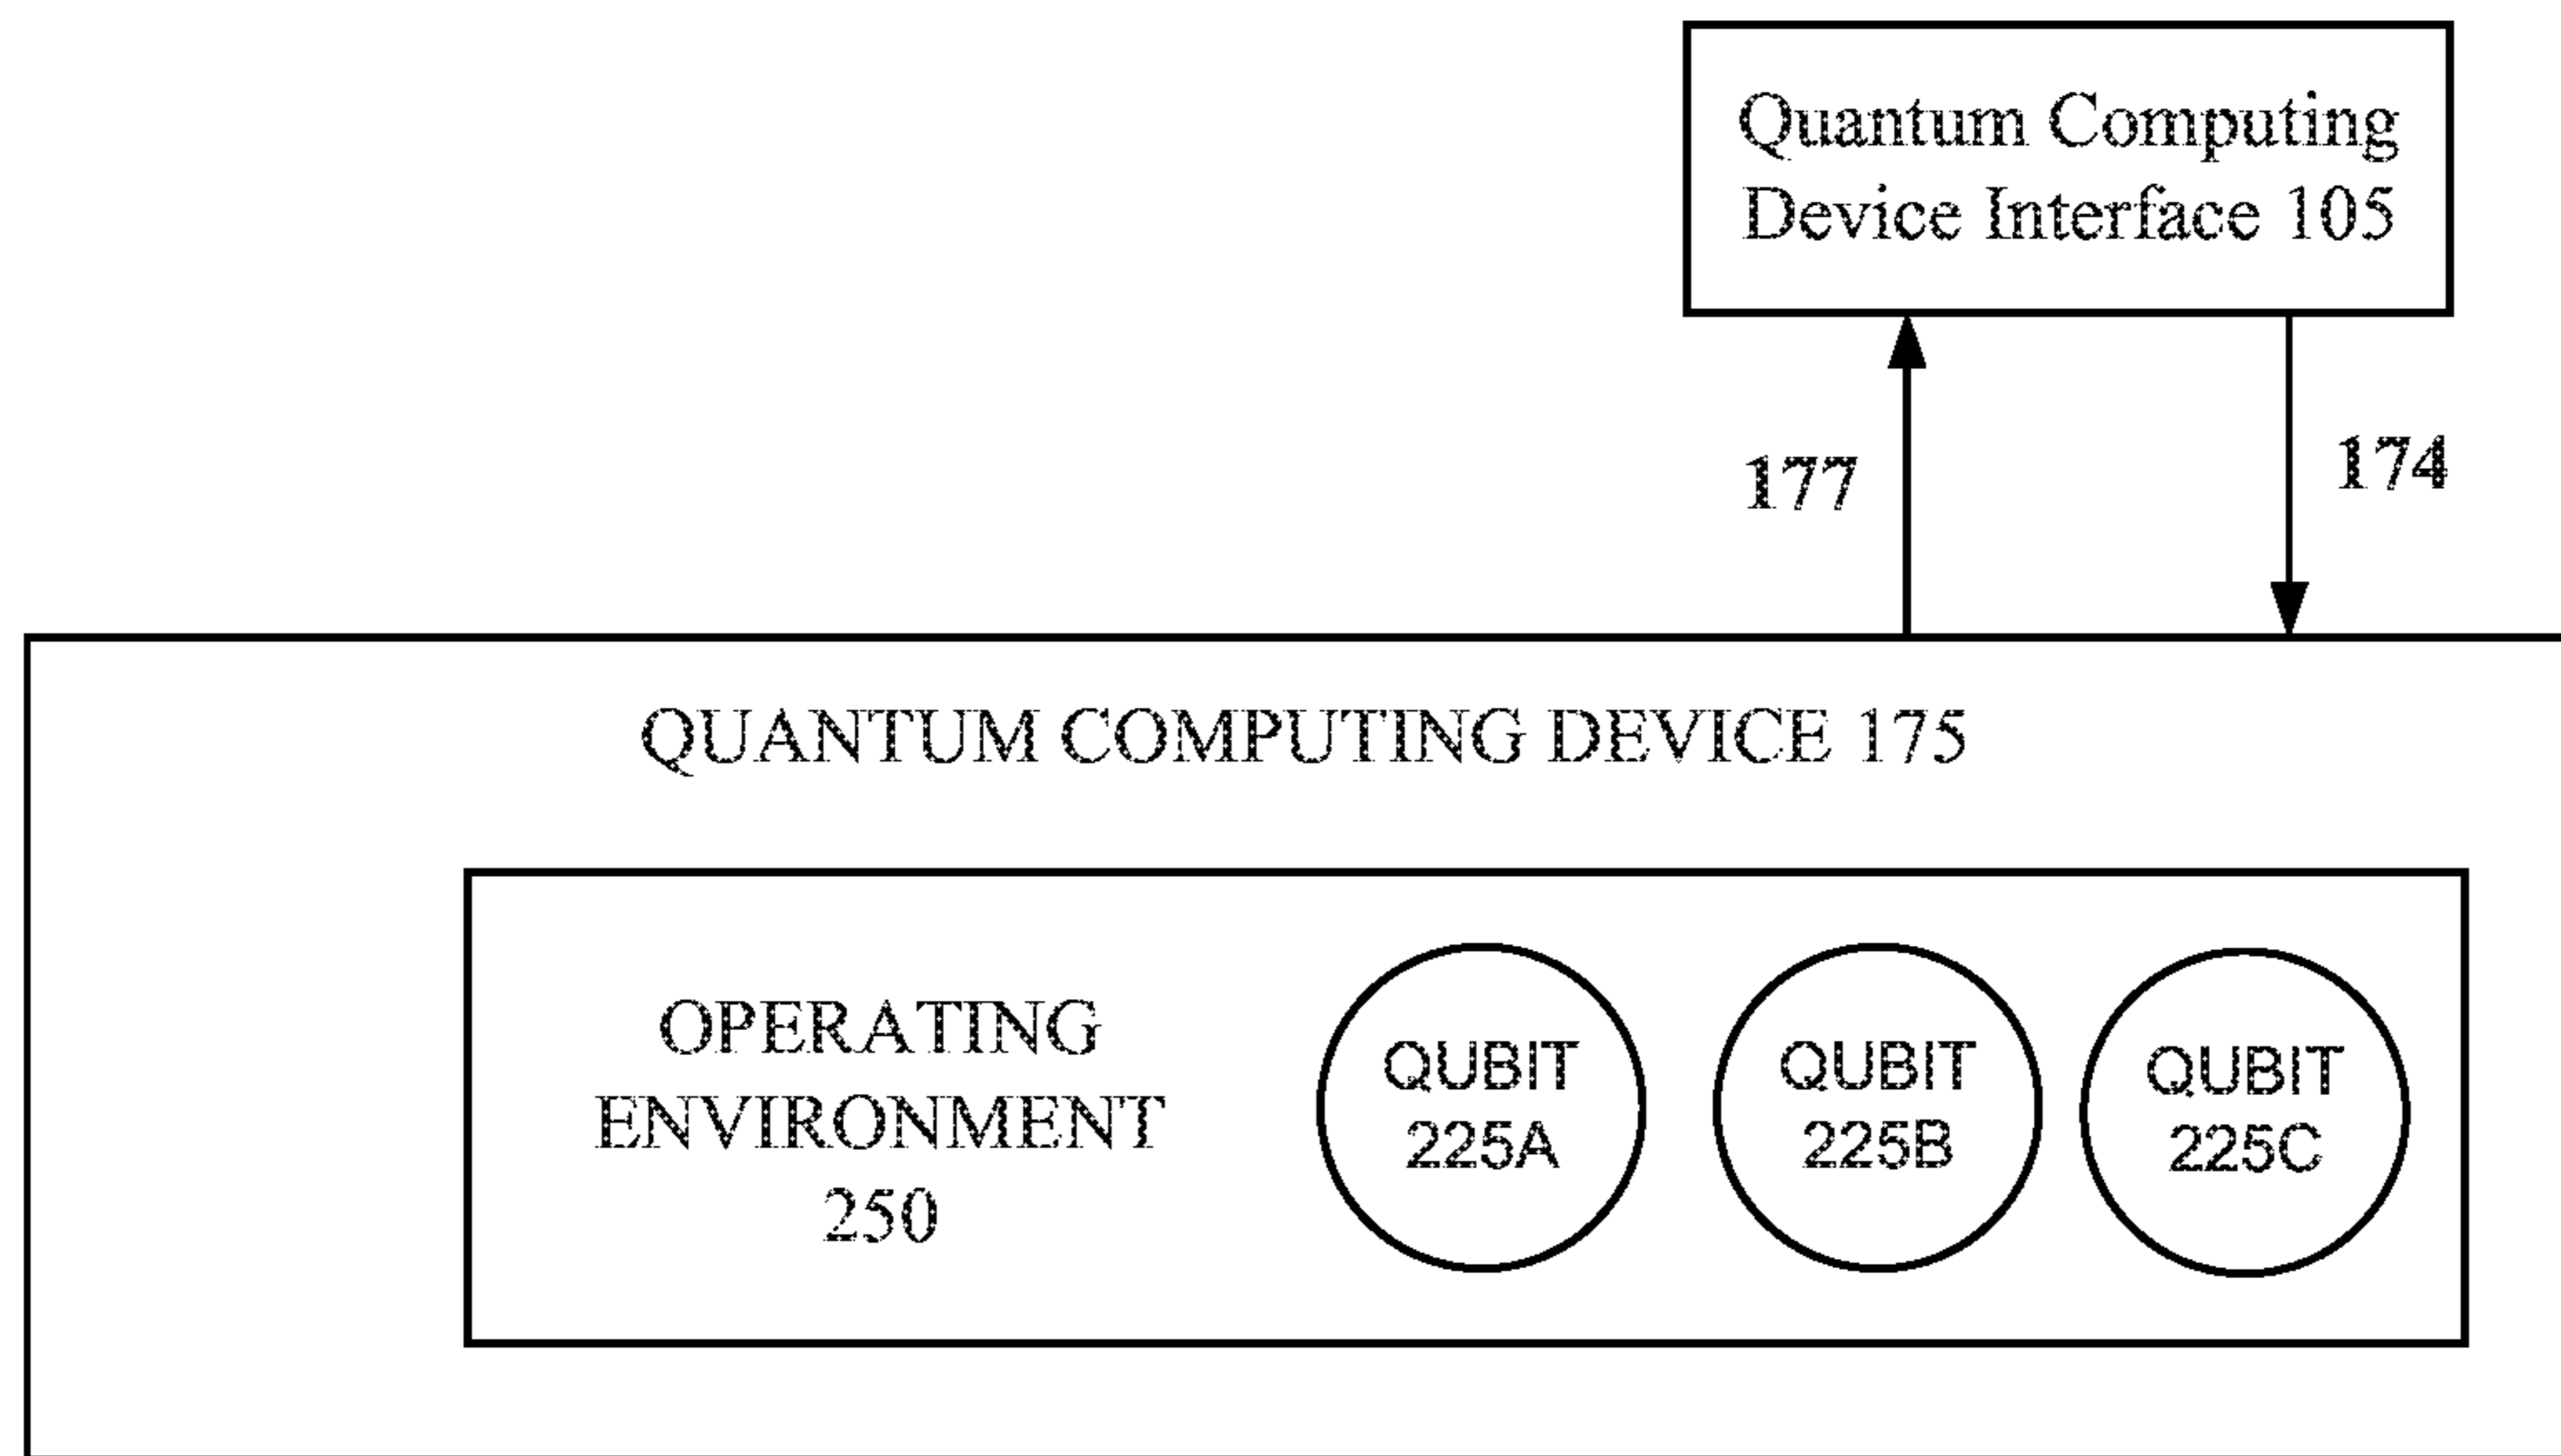 Quantum Computing
Device Interface 105
177
174
QUANTUM COMPUTING DEVICE 175
OPERATING
ENVIRONMENT
250
QUBIT
225A
QUBIT
225B
QUBIT
225C